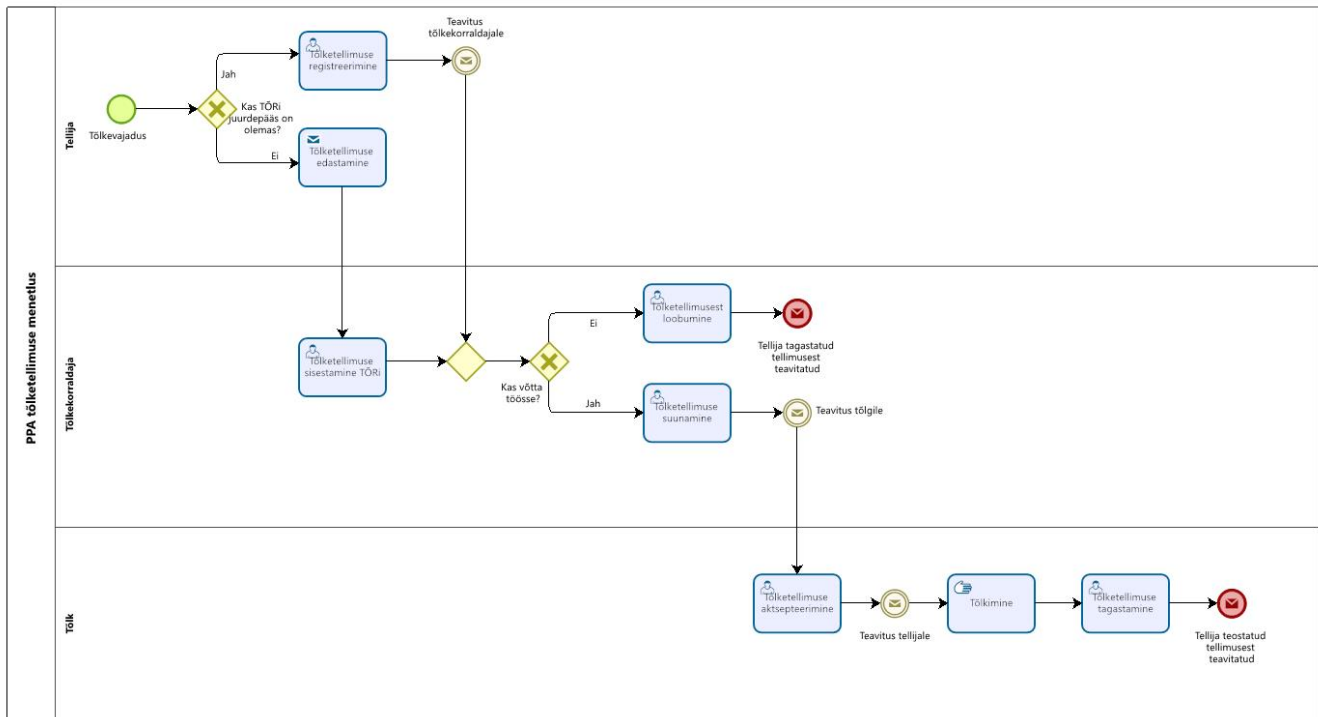 PPA tõlketellimuse menetlus
Tellija
Tõlkevajadus
Kas TÕRi
juurdepääs on
olemas?
Jah
Ei
Tõlketellimuse
registreerimine
Teavitus
tõlkekorraldajale
Tõlketellimuse
edastamine
Tõlkekorraldaja
Tõlketellimuse
sisestamine TÕRi
Kas võtta
töösse?
Ei
Jah
Tõlketellimusest
loobumine
Tellija tagastatud
tellimusest
teavitatud
Tõlketellimuse
suunamine
Teavitus tõlgile
Tõlk
Tõlketellimuse
aktsepteerimine
Teavitus tellijale
Tõlkimine
Tõlketellimuse
tagastamine
Tellija teostatud
tellimusest
teavitatud